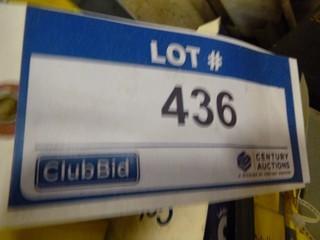 LOT #
436
ClubBid
CENTURY
AUCTIONS